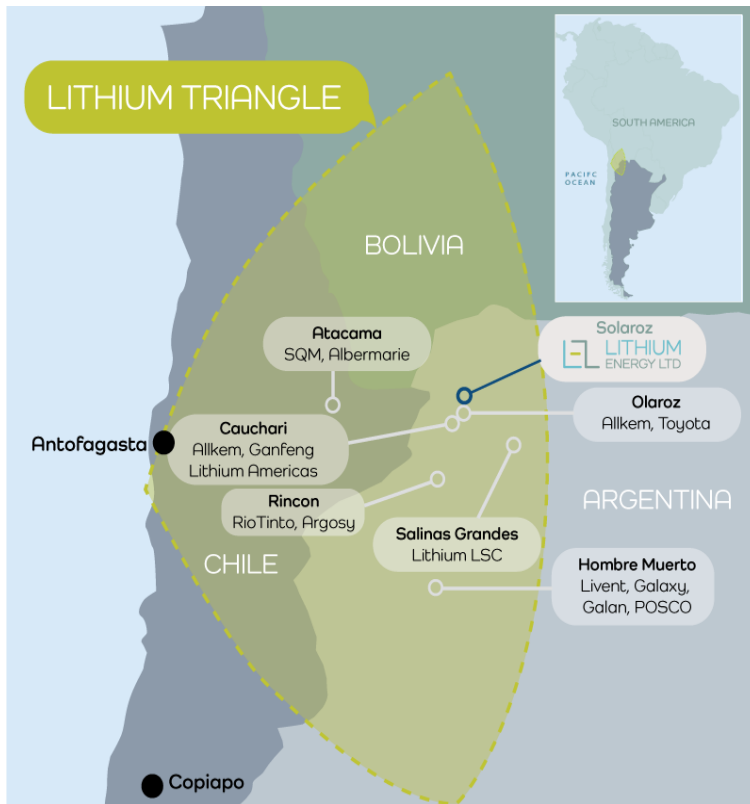 LITHIUM TRIANGLE
SOUTH AMERICA
PACIFC
OCEAN
BOLIVIA
Atacama
SQM, Albermarie
Solaroz
LITHIUM
ENERGY LTD
Olaroz
Allkem, Toyota
Antofagasta
Cauchari
Allkem, Ganfeng
Lithium Americas
Rincon
RioTinto, Argosy
ARGENTINA
Salinas Grandes
Lithium LSC
CHILE
Hombre Muerto
Livent, Galaxy,
Galan, POSCO
Copiapo